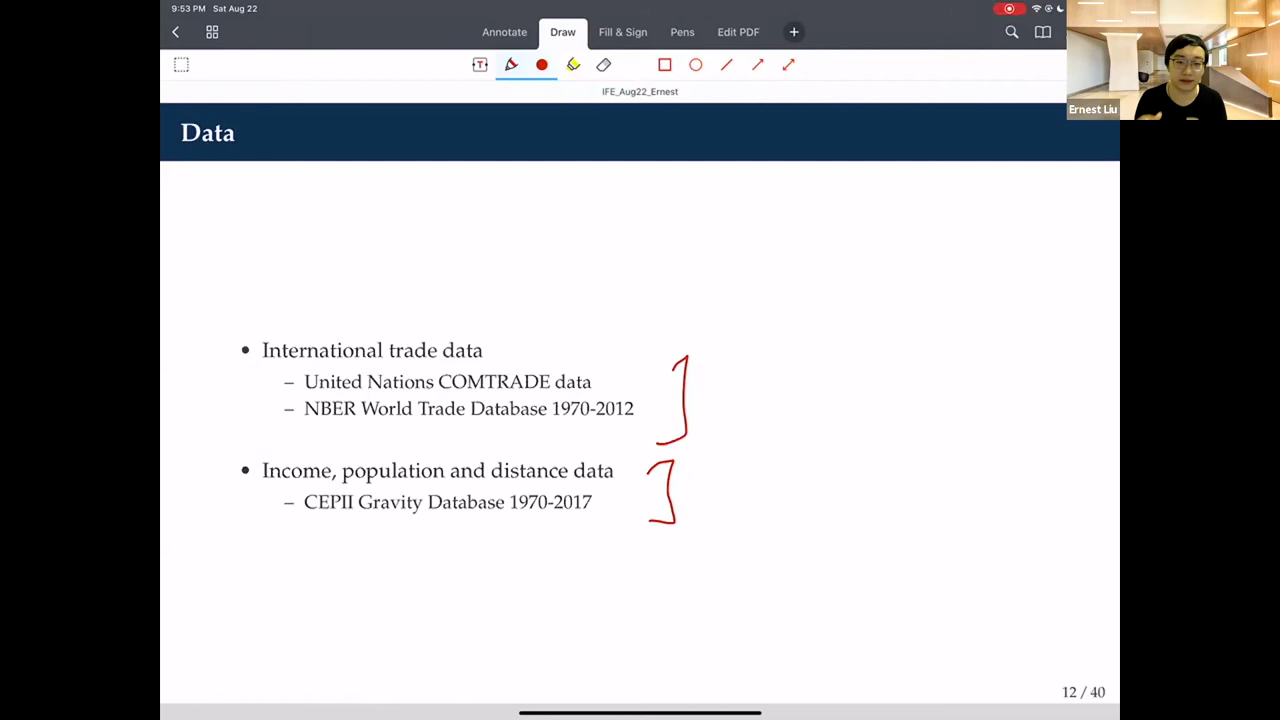 9:53 PM Sat Aug 22
Annotate Draw Fill & Sign Pens Edit PDF
T
IFE_Aug22_Ernest
Ernest Liu
Data
• International trade data
– United Nations COMTRADE data
– NBER World Trade Database 1970-2012
• Income, population and distance data
– CEPII Gravity Database 1970-2017
12 / 40